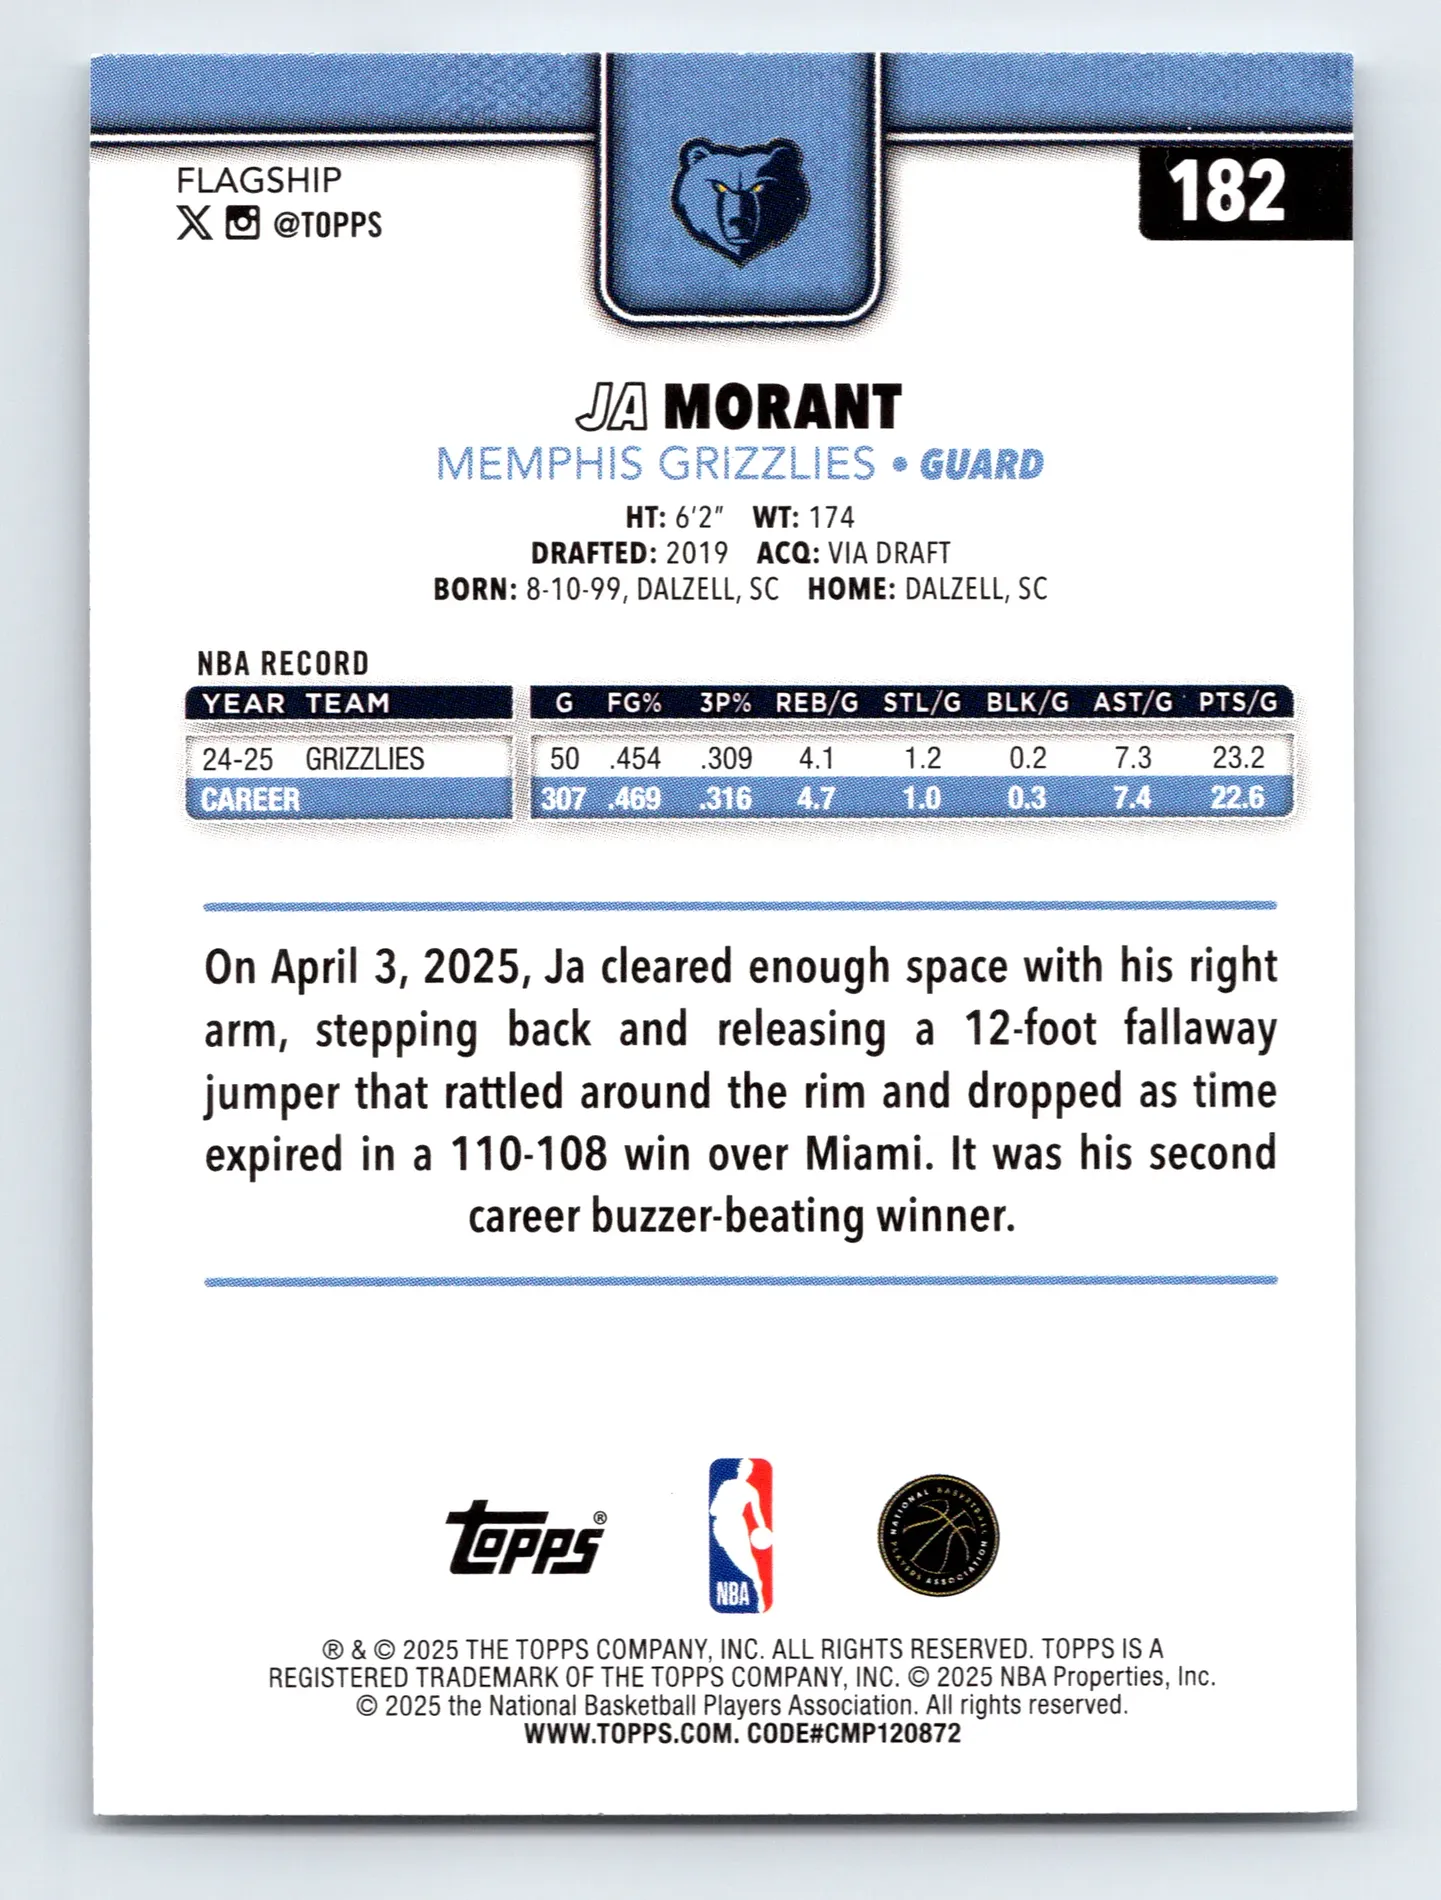 FLAGSHIP
@TOPPS
182
JA MORANT
MEMPHIS GRIZZLIES • GUARD
HT: 6'2" WT: 174
DRAFTED: 2019 ACQ: VIA DRAFT
BORN: 8-10-99, DALZELL, SC HOME: DALZELL, SC
NBA RECORD
YEAR TEAM G FG% 3P% REB/G STL/G BLK/G AST/G PTS/G
24-25 GRIZZLIES 50 .454 .309 4.1 1.2 0.2 7.3 23.2
CAREER 307 .469 .316 4.7 1.0 0.3 7.4 22.6
On April 3, 2025, Ja cleared enough space with his right
arm, stepping back and releasing a 12-foot fallaway
jumper that rattled around the rim and dropped as time
expired in a 110-108 win over Miami. It was his second
career buzzer-beating winner.
TOPPS®
NBA
NATIONAL BASKETBALL PLAYERS ASSOCIATION
® & © 2025 THE TOPPS COMPANY, INC. ALL RIGHTS RESERVED. TOPPS IS A
REGISTERED TRADEMARK OF THE TOPPS COMPANY, INC. © 2025 NBA Properties, Inc.
© 2025 the National Basketball Players Association. All rights reserved.
WWW.TOPPS.COM. CODE#CMP120872